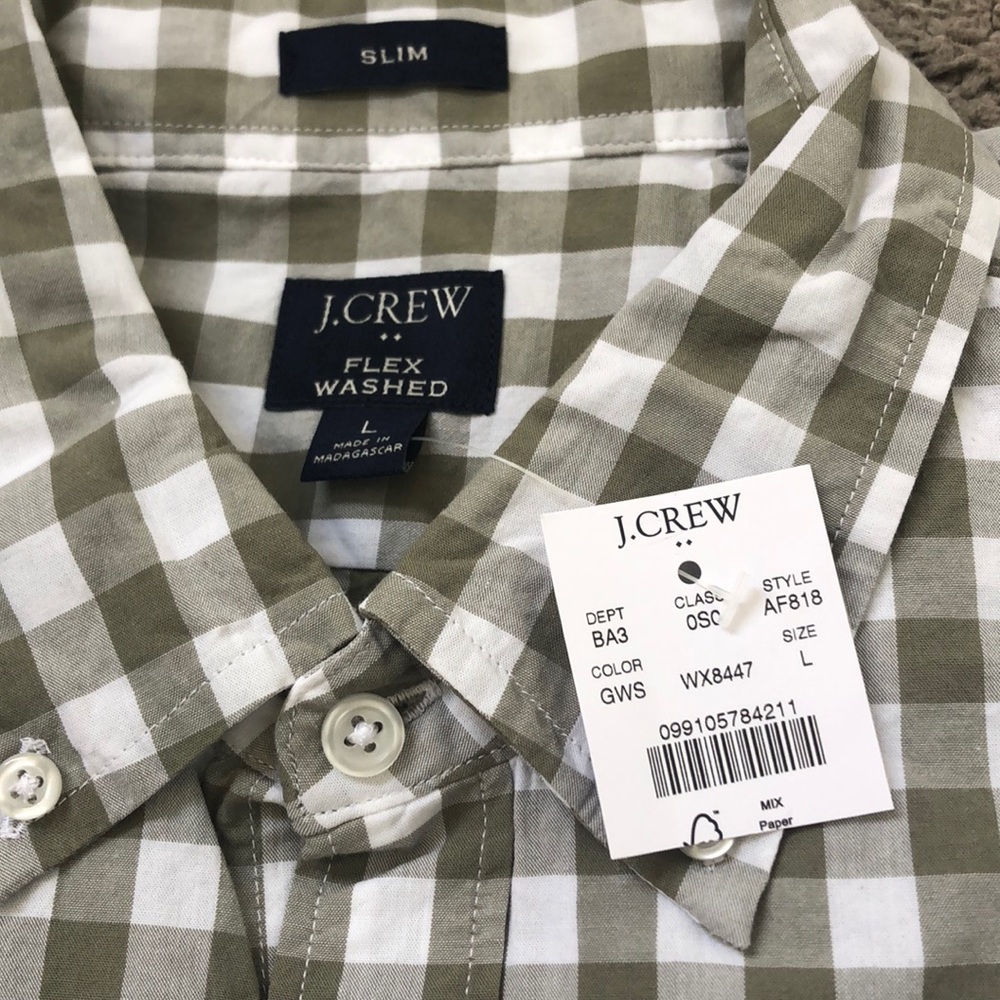 SLIM
J.CREW
FLEX
WASHED
L
MADE IN
MADAGASCAR
J.CREW
DEPT CLASS STYLE
BA3 AF818
COLOR SIZE
GWS WX8447 L
099105784211
MIX
Paper